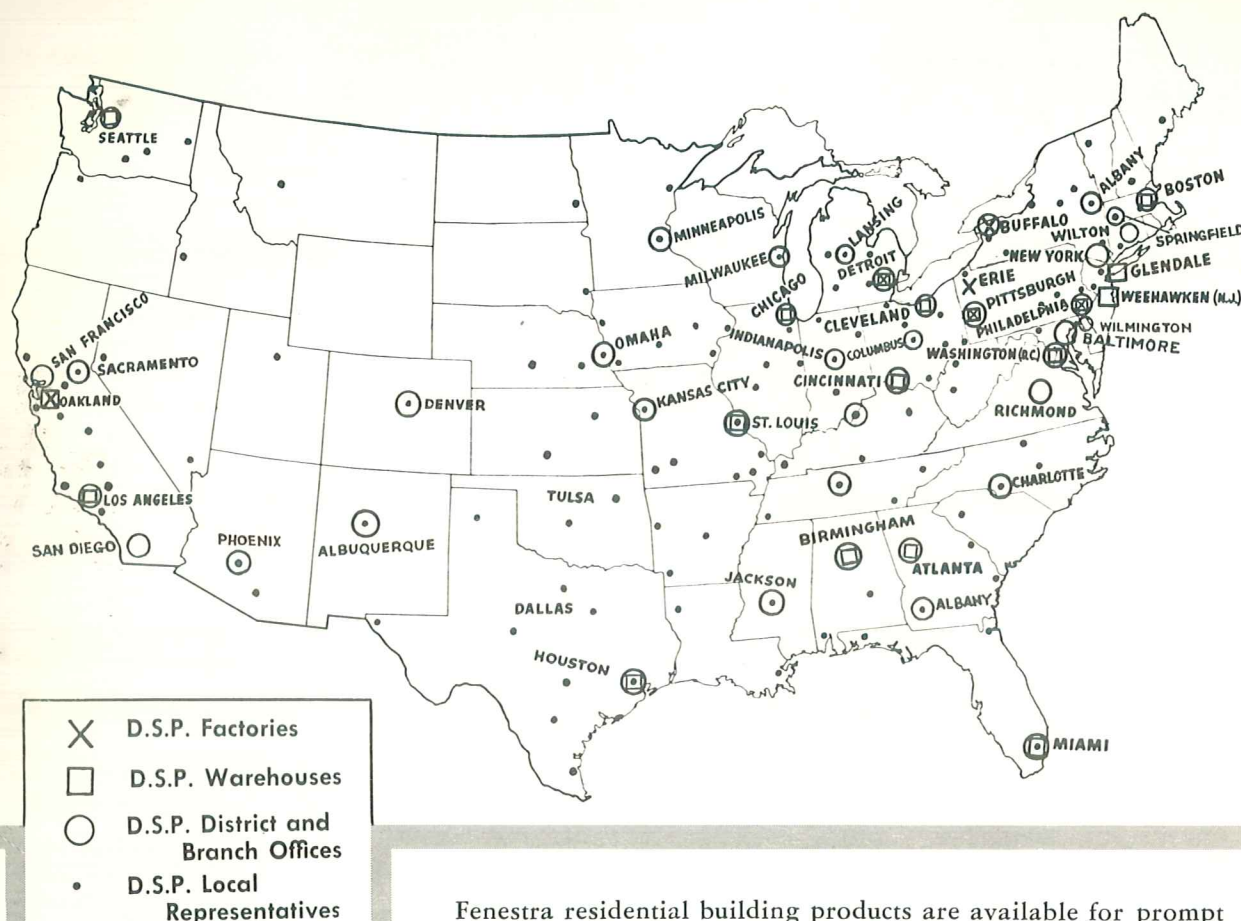 SEATTLE
MINNEAPOLIS
LANSING
ALBANY
BOSTON
BUFFALO
WILTON
SPRINGFIELD
MILWAUKEE
DETROIT
NEW YORK
GLENDALE
ERIE
CHICAGO
PITTSBURGH
WEEHAWKEN (N.J.)
CLEVELAND
PHILADELPHIA
WILMINGTON
SAN FRANCISCO
SACRAMENTO
OMAHA
INDIANAPOLIS
COLUMBUS
BALTIMORE
WASHINGTON (D.C.)
OAKLAND
DENVER
KANSAS CITY
CINCINNATI
RICHMOND
ST. LOUIS
LOS ANGELES
TULSA
CHARLOTTE
SAN DIEGO
PHOENIX
ALBUQUERQUE
BIRMINGHAM
ATLANTA
JACKSON
DALLAS
ALBANY
HOUSTON
MIAMI
D.S.P. Factories
D.S.P. Warehouses
D.S.P. District and
Branch Offices
D.S.P. Local
Representatives
Fenestra residential building products are available for prompt